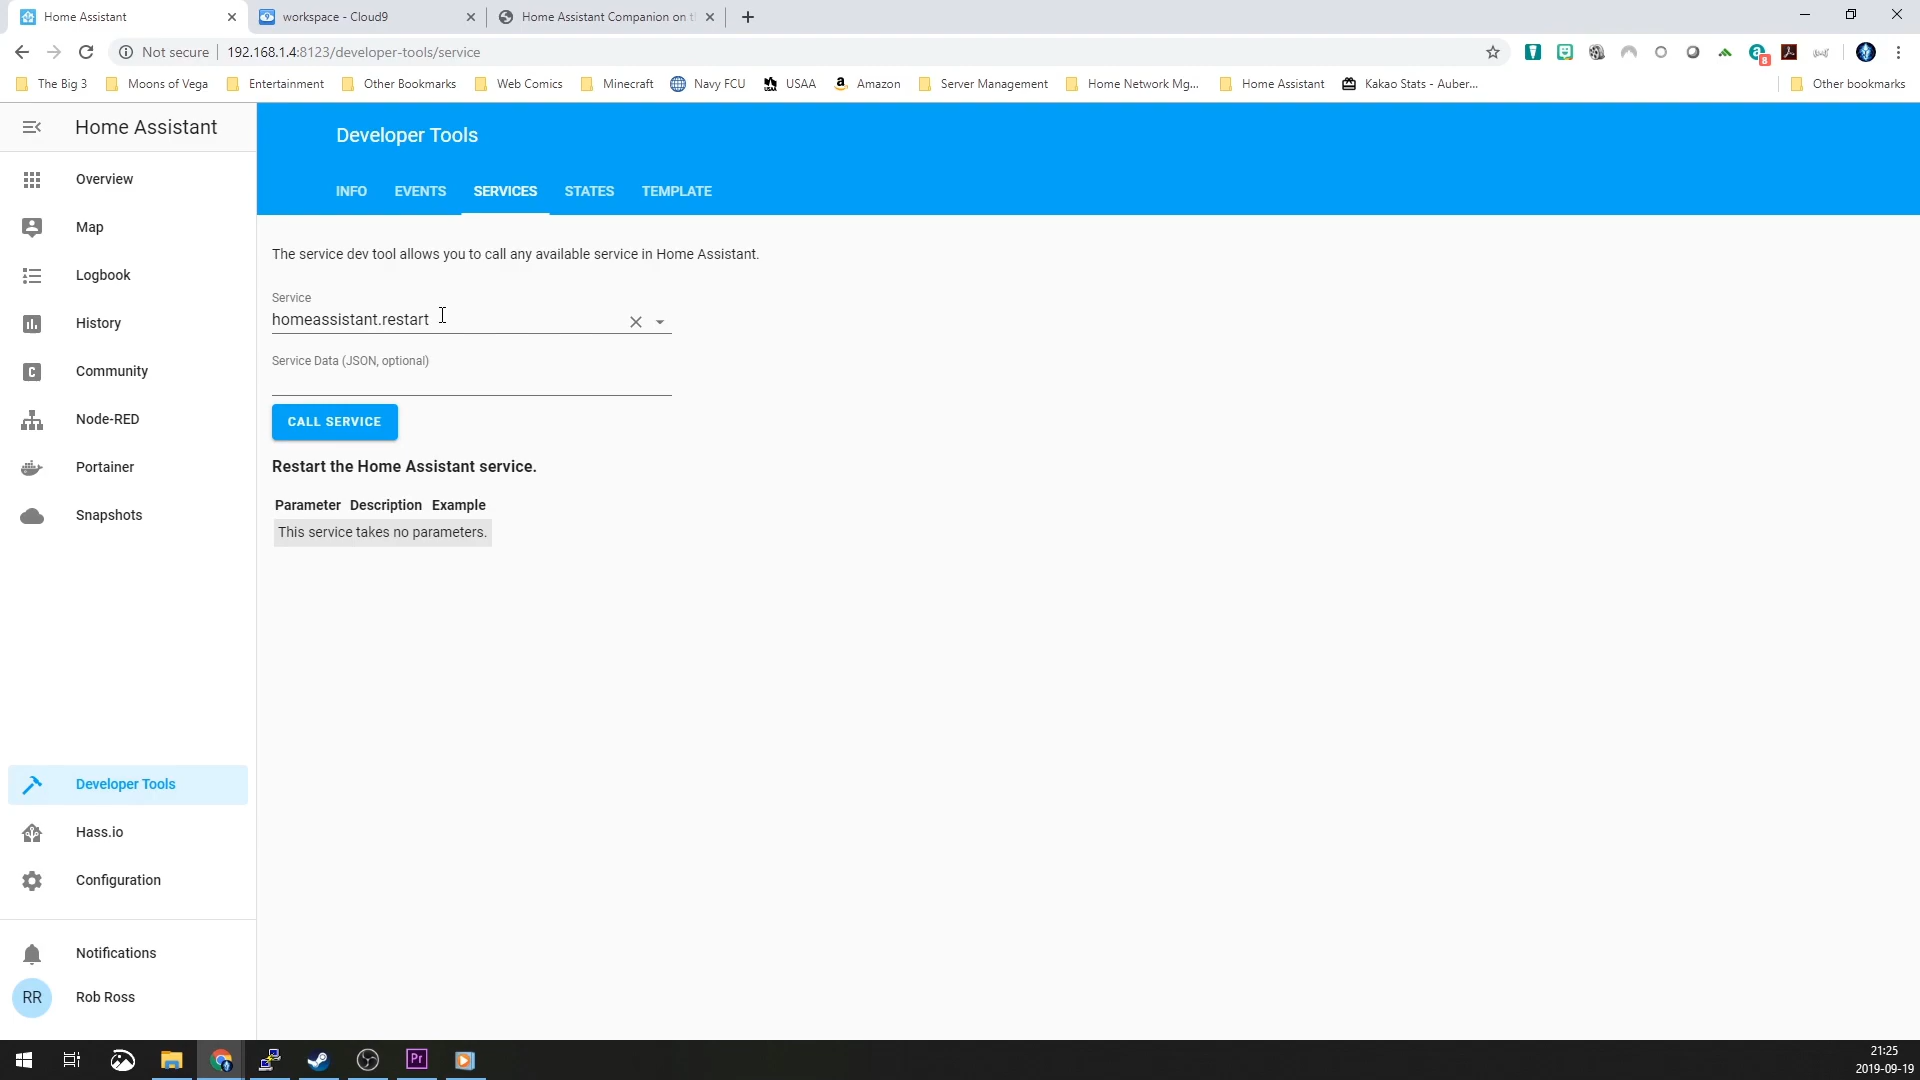 Home Assistant
workspace - Cloud9
Home Assistant Companion on t
Not secure
192.168.1.4:8123/developer-tools/service
8
The Big 3
Moons of Vega
Entertainment
Other Bookmarks
Web Comics
Minecraft
Navy FCU
USAA
Amazon
Server Management
Home Network Mg...
Home Assistant
Kakao Stats - Auber...
Other bookmarks
Home Assistant
Developer Tools
INFO
EVENTS
SERVICES
STATES
TEMPLATE
Overview
Map
Logbook
History
Community
Node-RED
Portainer
Snapshots
Developer Tools
Hass.io
Configuration
Notifications
RR
Rob Ross
The service dev tool allows you to call any available service in Home Assistant.
Service
homeassistant.restart
Service Data (JSON, optional)
CALL SERVICE
Restart the Home Assistant service.
Parameter Description Example
This service takes no parameters.
Pr
21:25
2019-09-19